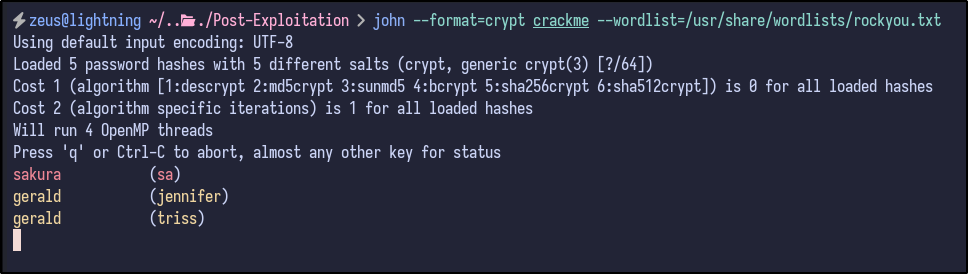 zeus@lightning ~/.../Post-Exploitation > john --format=crypt crackme --wordlist=/usr/share/wordlists/rockyou.txt
Using default input encoding: UTF-8
Loaded 5 password hashes with 5 different salts (crypt, generic crypt(3) [?/64])
Cost 1 (algorithm [1:descrypt 2:md5crypt 3:sunmd5 4:bcrypt 5:sha256crypt 6:sha512crypt]) is 0 for all loaded hashes
Cost 2 (algorithm specific iterations) is 1 for all loaded hashes
Will run 4 OpenMP threads
Press 'q' or Ctrl-C to abort, almost any other key for status
sakura (sa)
gerald (jennifer)
gerald (triss)